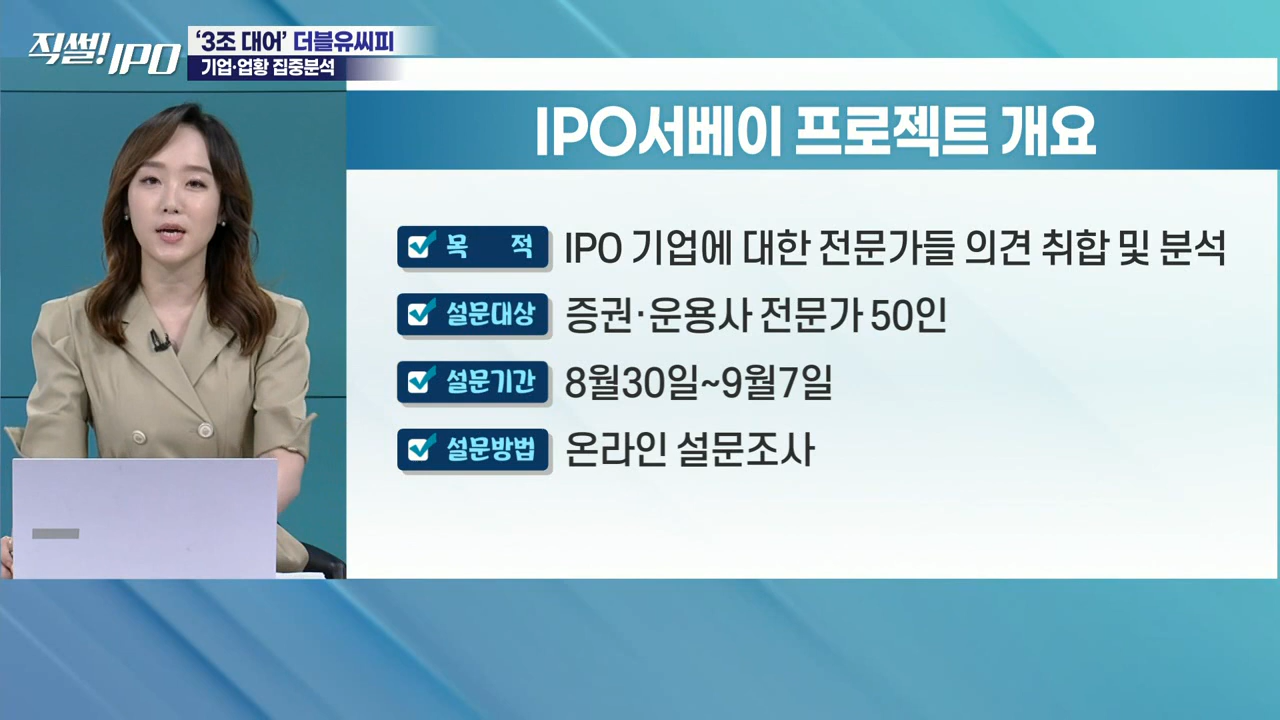 직썰! IPO
‘3조 대어’ 더블유씨피
기업·업황 집중분석
IPO서베이 프로젝트 개요
목 적 IPO 기업에 대한 전문가들 의견 취합 및 분석
설문대상 증권·운용사 전문가 50인
설문기간 8월30일~9월7일
설문방법 온라인 설문조사